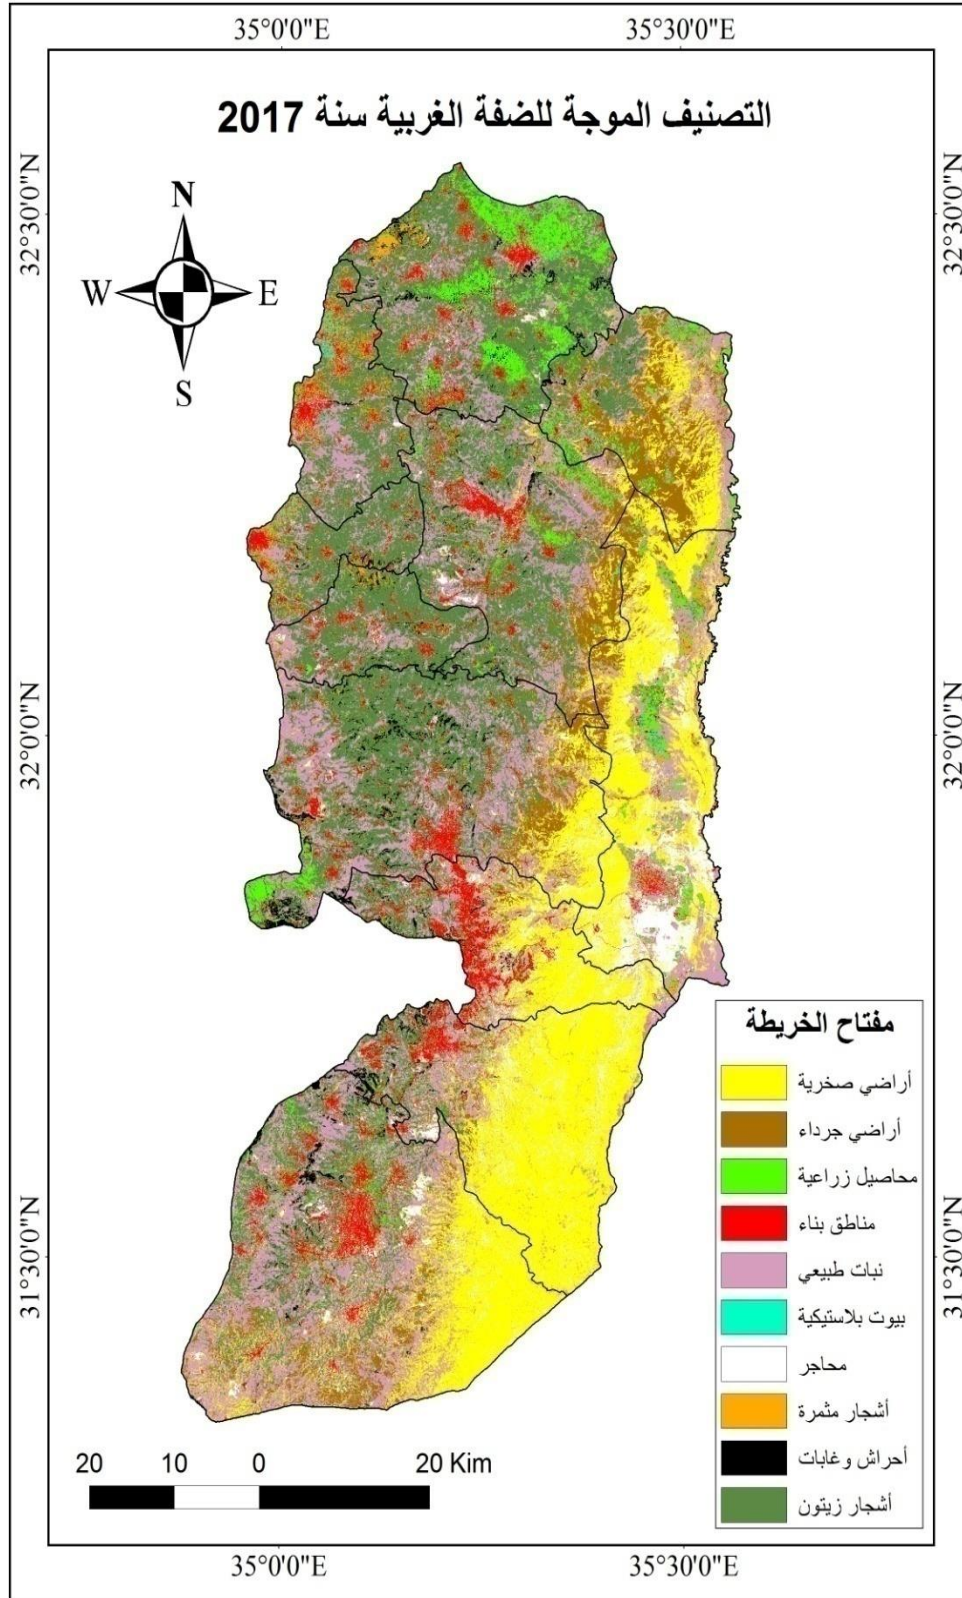 35°0'0"E
35°30'0"E
التصنيف الموجة للضفة الغربية سنة 2017
32°30'0"N
32°30'0"N
N
W
E
S
32°0'0"N
32°0'0"N
مفتاح الخريطة
أراضي صخرية
أراضي جرداء
محاصيل زراعية
مناطق بناء
نبات طبيعي
بيوت بلاستيكية
محاجر
أشجار مثمرة
أحراش وغابات
أشجار زيتون
31°30'0"N
31°30'0"N
20 10 0 20 Kim
35°0'0"E
35°30'0"E